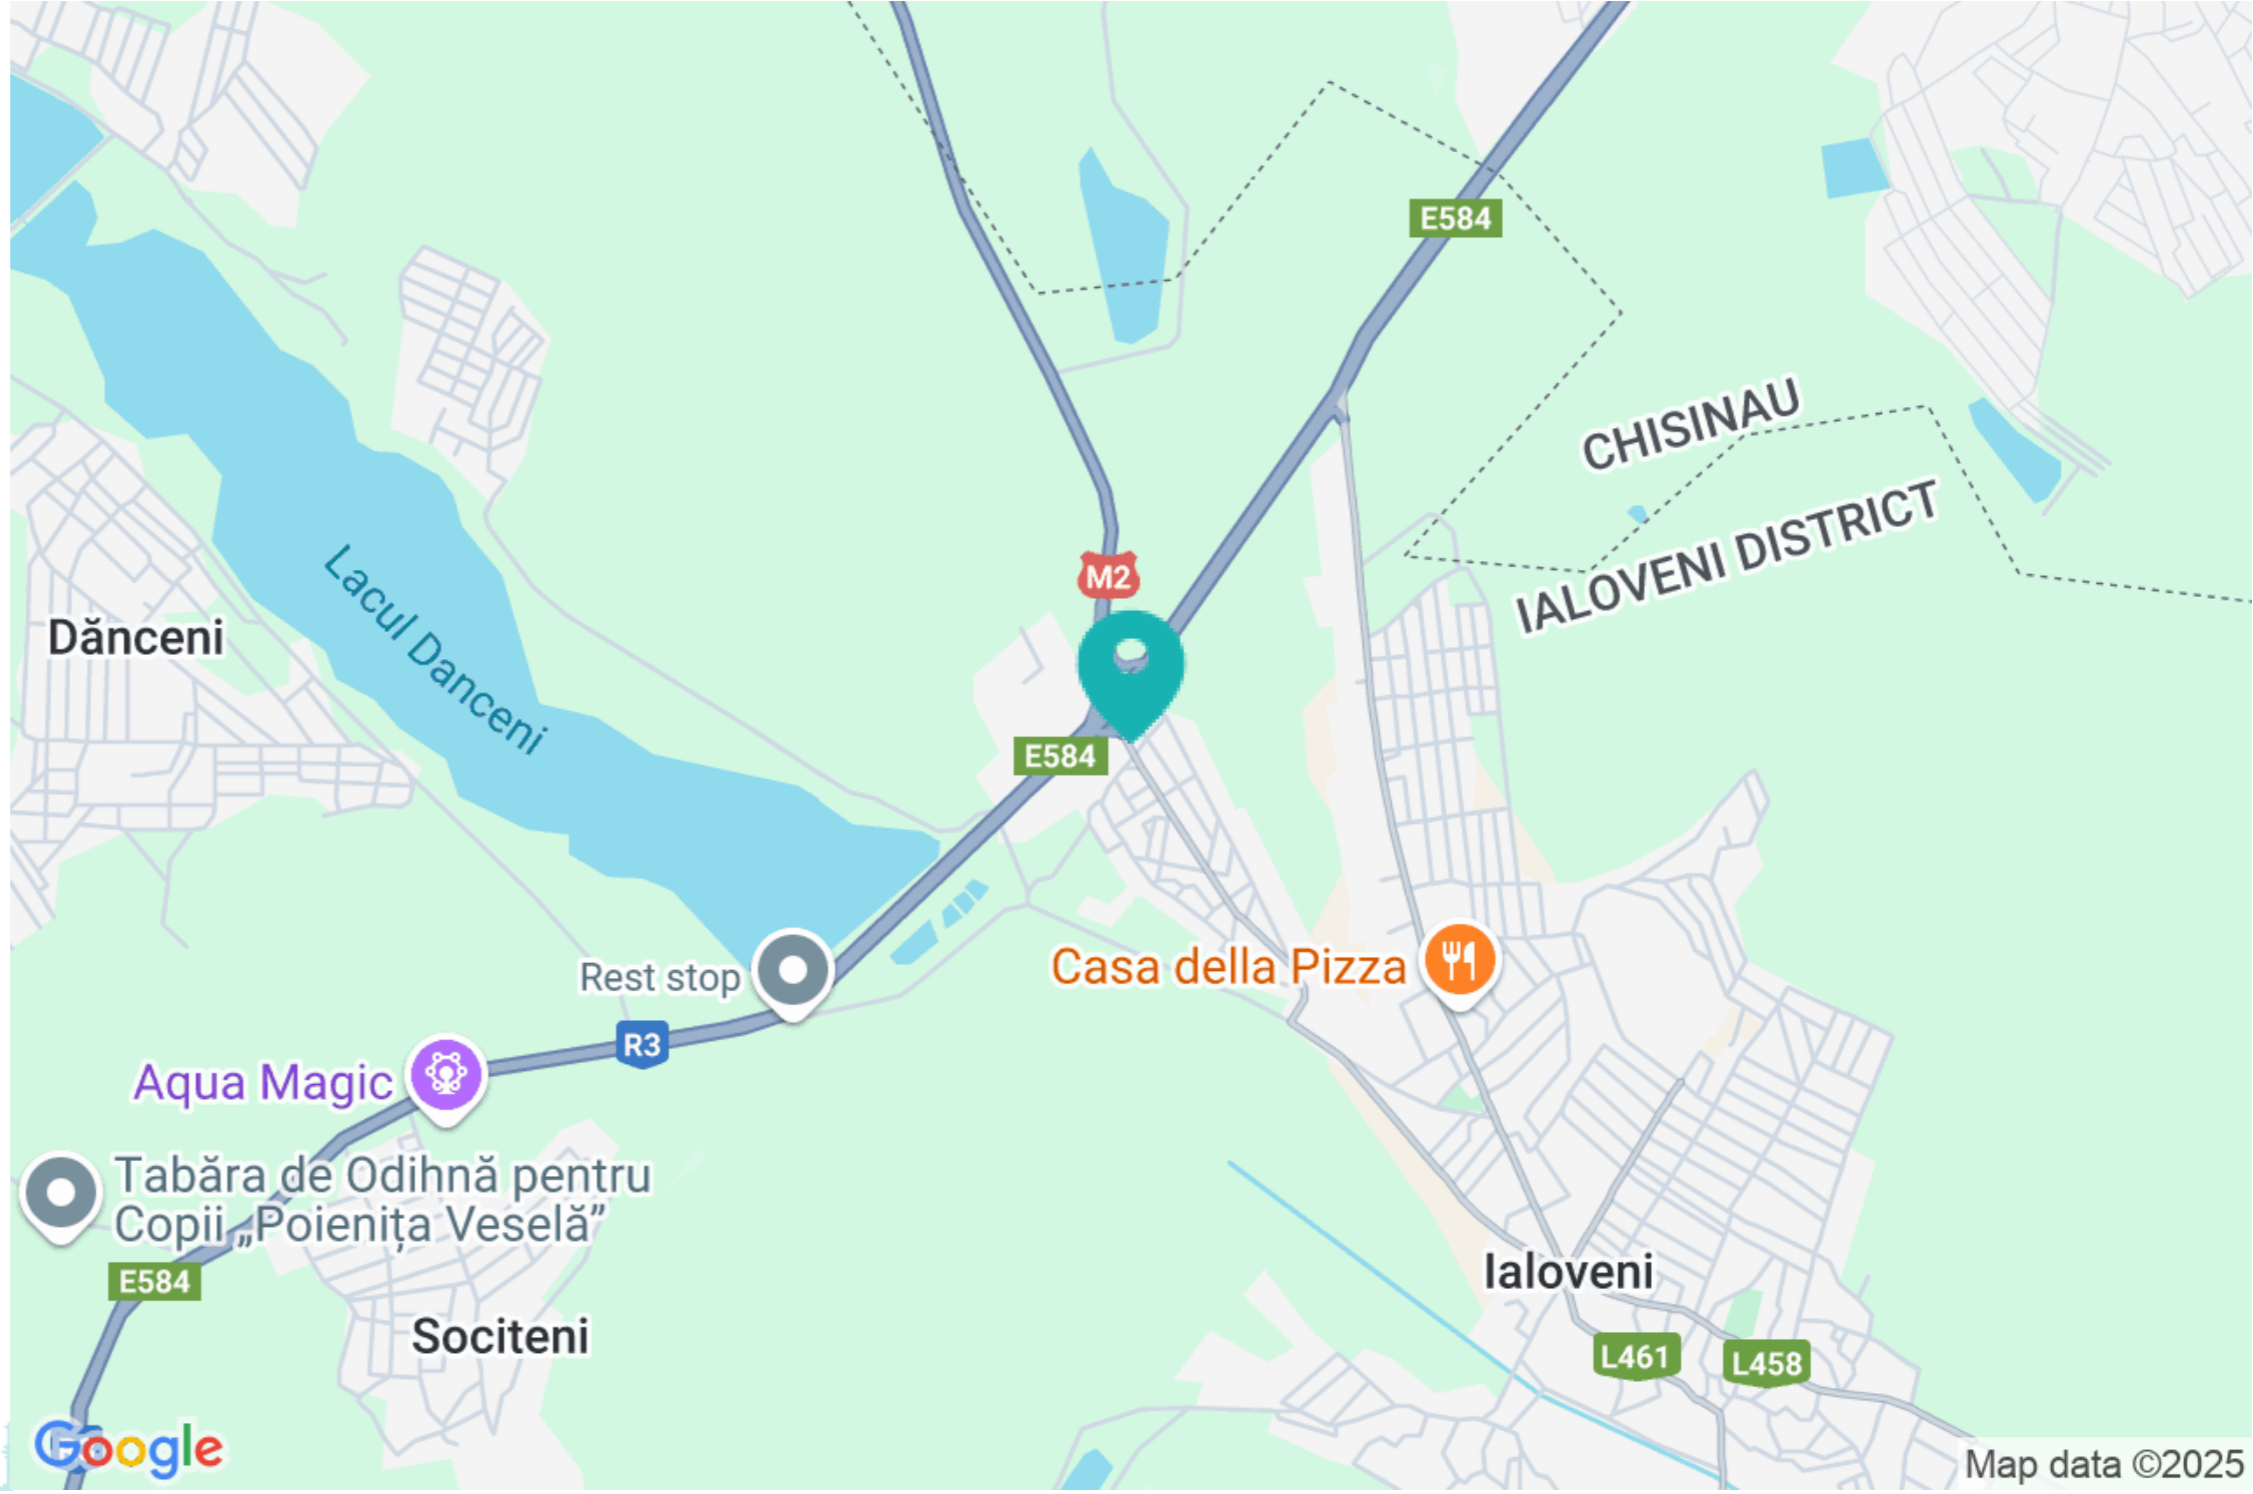 E584
CHISINAU
IALOVENI DISTRICT
M2
Dănceni
Lacul Danceni
E584
Casa della Pizza
Rest stop
R3
Aqua Magic
Tabăra de Odihnă pentru
Copii „Poienița Veselă”
E584
Ialoveni
Sociteni
L461
L458
Google
Map data ©2025